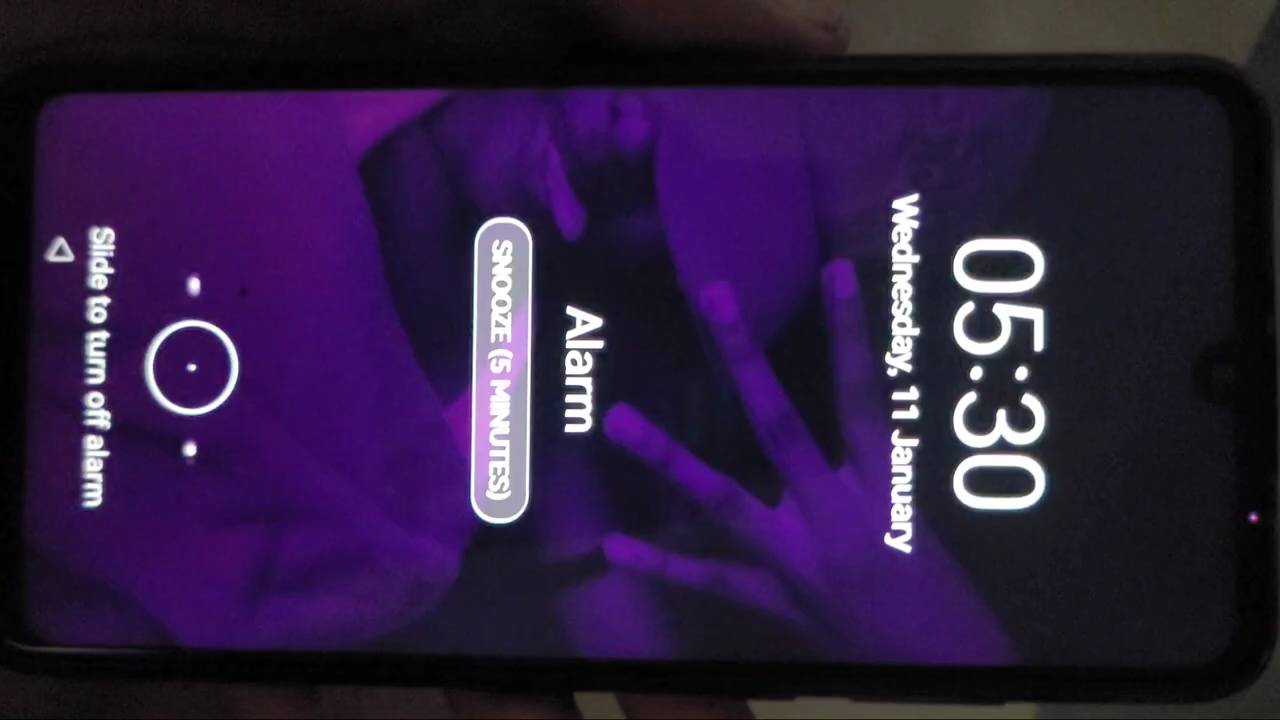 05:30
Wednesday, 11 January
Alarm
SNOOZE (5 MINUTES)
Slide to turn off alarm